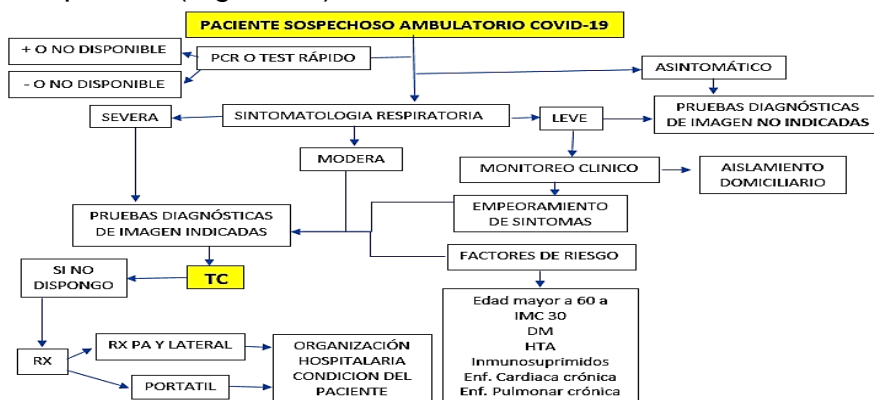 PACIENTE SOSPECHOSO AMBULATORIO COVID-19
+ O NO DISPONIBLE
PCR O TEST RÁPIDO
- O NO DISPONIBLE
ASINTOMÁTICO
SEVERA
SINTOMATOLOGIA RESPIRATORIA
LEVE
PRUEBAS DIAGNÓSTICAS
DE IMAGEN NO INDICADAS
MODERA
MONITOREO CLINICO
AISLAMIENTO
DOMICILIARIO
EMPEORAMIENTO
DE SINTOMAS
PRUEBAS DIAGNÓSTICAS
DE IMAGEN INDICADAS
FACTORES DE RIESGO
SI NO
DISPONGO
TC
Edad mayor a 60 a
IMC 30
DM
HTA
Inmunosuprimidos
Enf. Cardiaca crónica
Enf. Pulmonar crónica
RX
RX PA Y LATERAL
PORTATIL
ORGANIZACIÓN
HOSPITALARIA
CONDICION DEL
PACIENTE